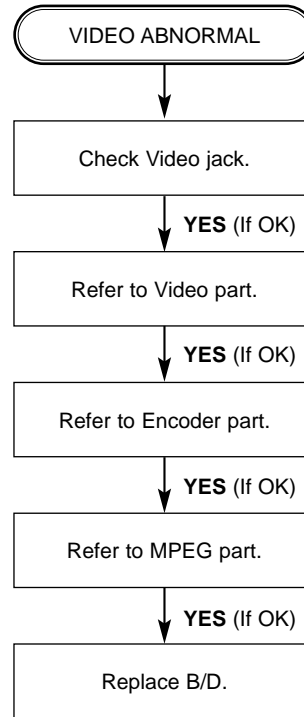 VIDEO ABNORMAL
Check Video jack.
YES (If OK)
Refer to Video part.
YES (If OK)
Refer to Encoder part.
YES (If OK)
Refer to MPEG part.
YES (If OK)
Replace B/D.